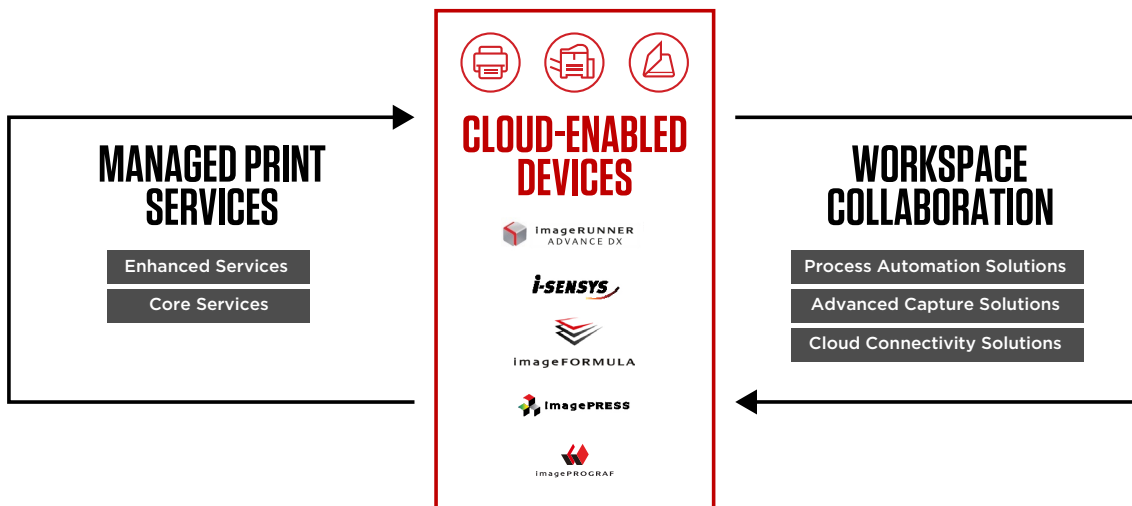 MANAGED PRINT
SERVICES
Enhanced Services
Core Services
CLOUD-ENABLED
DEVICES
imageRUNNER
ADVANCE DX
i-SENSYS
imageFORMULA
imagePRESS
imagePROGRAF
WORKSPACE
COLLABORATION
Process Automation Solutions
Advanced Capture Solutions
Cloud Connectivity Solutions